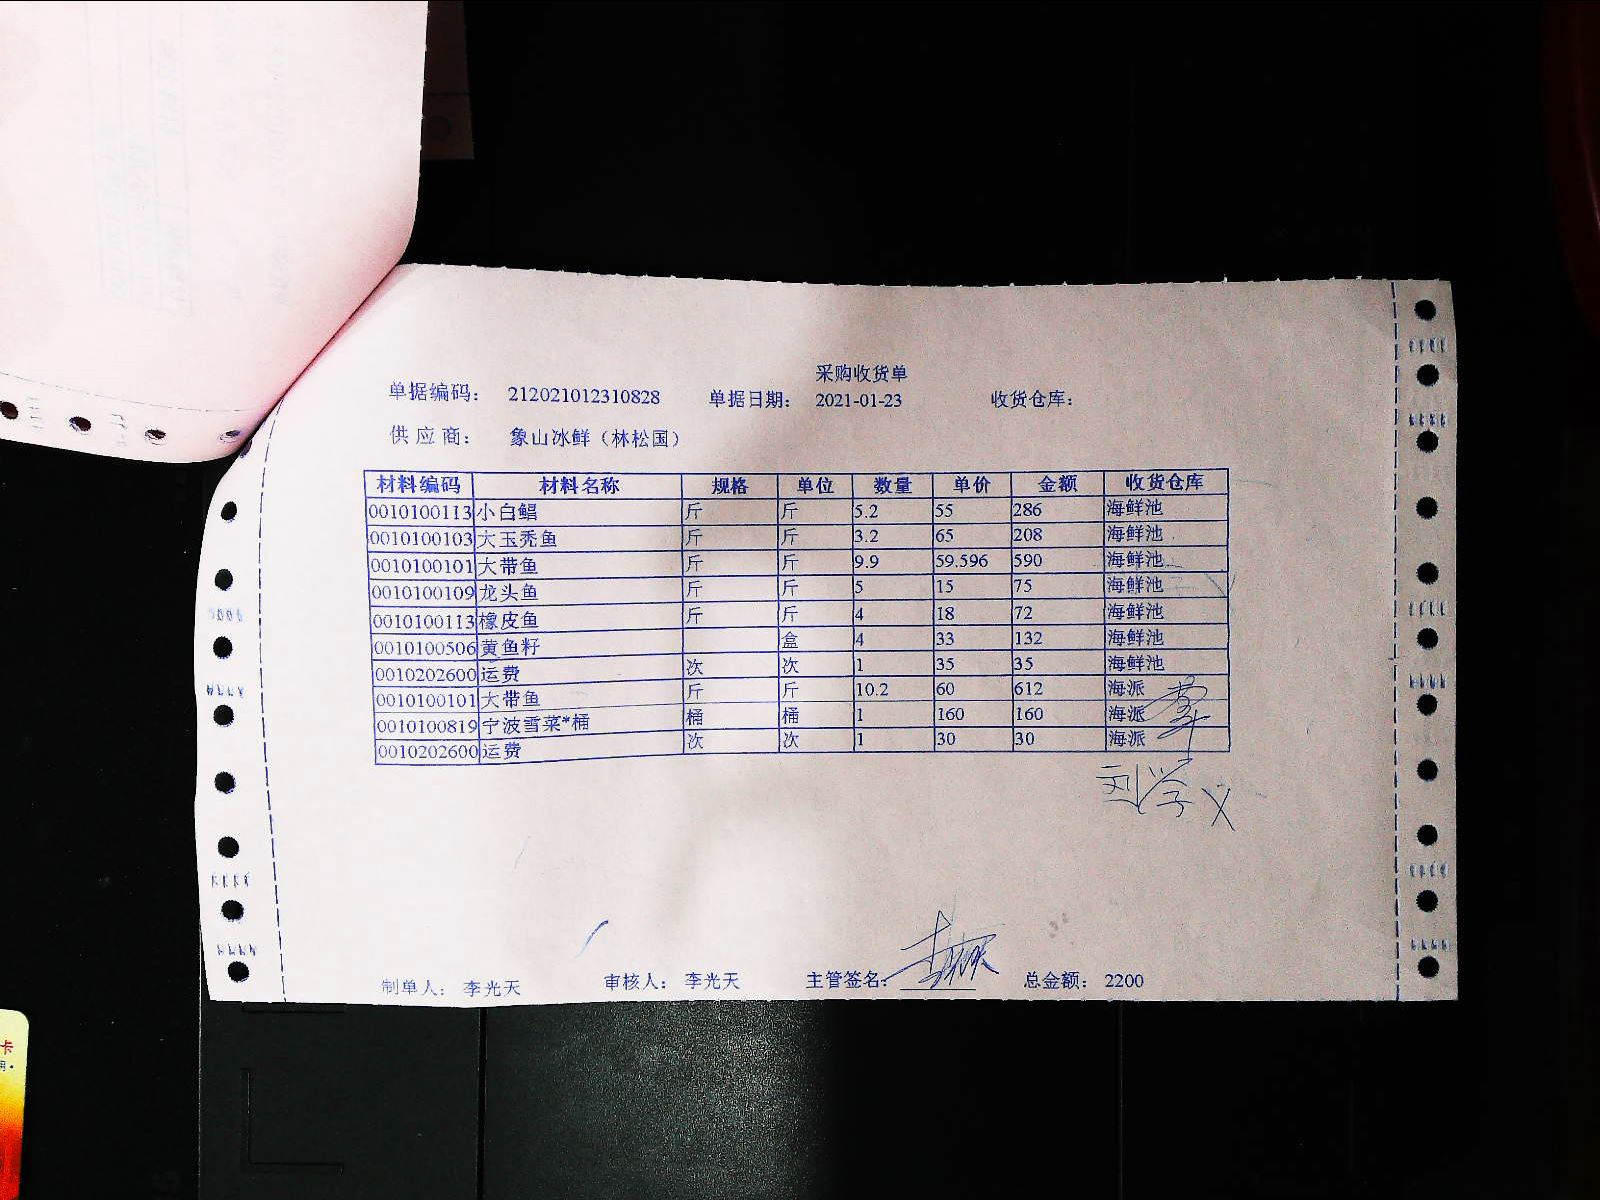 采购收货单
单据编码： 212021012310828 单据日期： 2021-01-23 收货仓库：
供应商： 象山冰鲜（林松国）
材料编码 材料名称 规格 单位 数量 单价 金额 收货仓库
0010100113 小白鲳 斤 斤 5.2 55 286 海鲜池
0010100103 大玉秃鱼 斤 斤 3.2 65 208 海鲜池
0010100101 大带鱼 斤 斤 9.9 59.596 590 海鲜池
0010100109 龙头鱼 斤 斤 5 15 75 海鲜池
0010100113 橡皮鱼 斤 斤 4 18 72 海鲜池
0010100506 黄鱼籽 盒 4 33 132 海鲜池
0010202600 运费 次 次 1 35 35 海鲜池
0010100101 大带鱼 斤 斤 10.2 60 612 海派
0010100819 宁波雪菜*桶 桶 桶 1 160 160 海派
0010202600 运费 次 次 1 30 30 海派
刘学义
制单人： 李光天 审核人： 李光天 主管签名： 总金额： 2200
卡